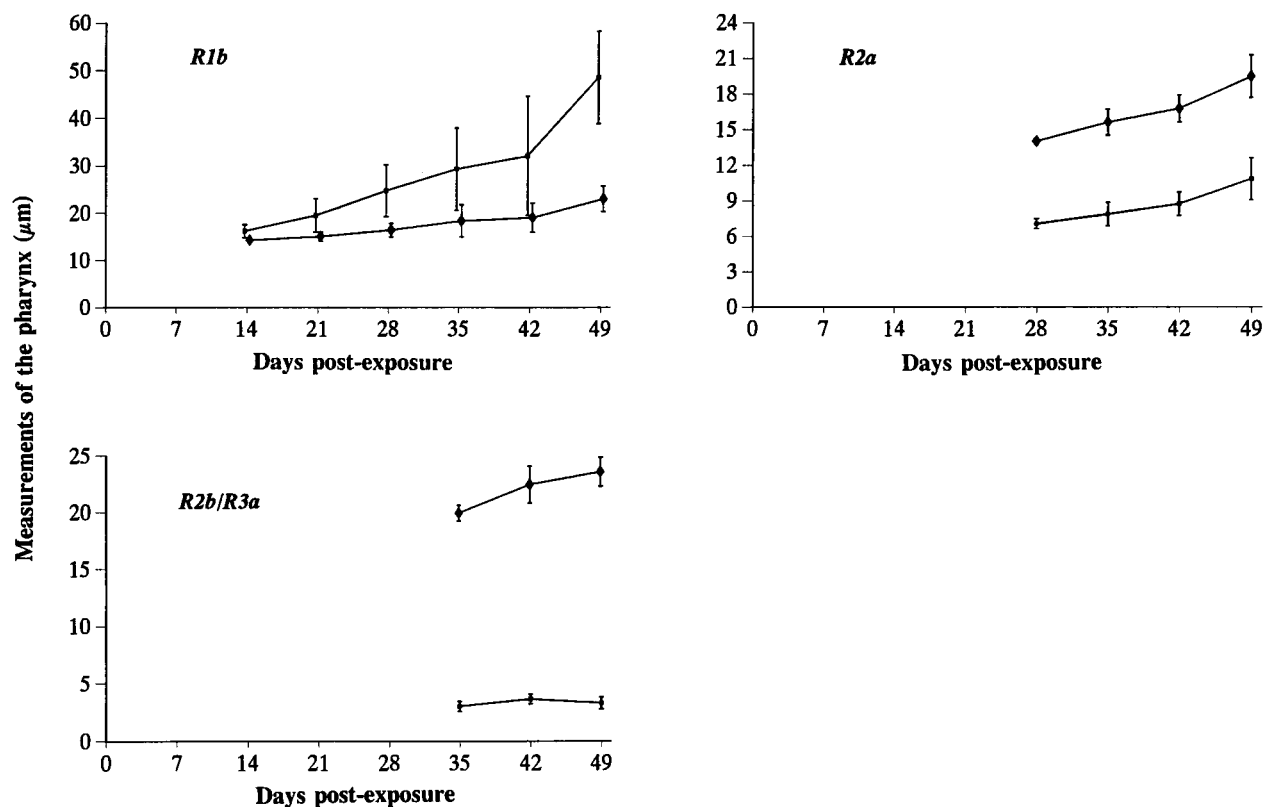 Measurements of the pharynx (μm)
R1b
60
50
40
30
20
10
0
0 7 14 21 28 35 42 49
Days post-exposure
R2a
24
21
18
15
12
9
6
3
0
0 7 14 21 28 35 42 49
Days post-exposure
R2b/R3a
25
20
15
10
5
0
0 7 14 21 28 35 42 49
Days post-exposure